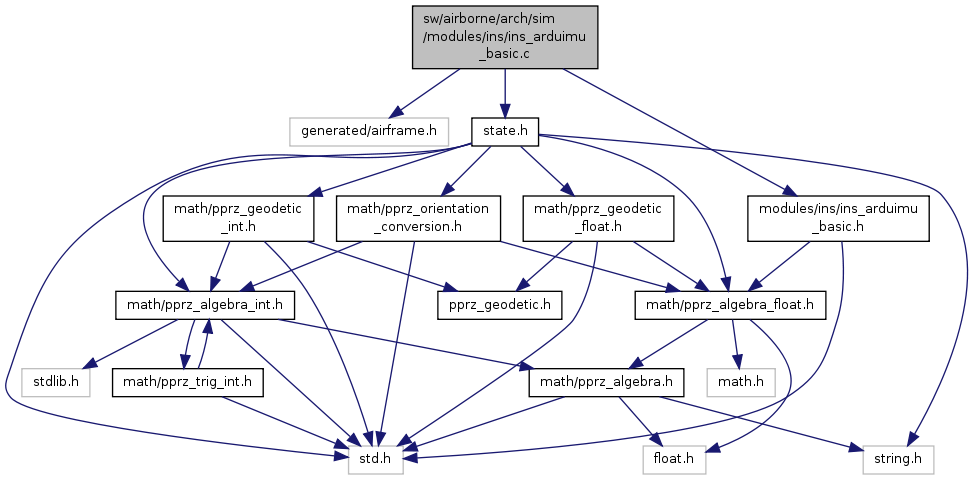 sw/airborne/arch/sim
/modules/ins/ins_arduimu
_basic.c
generated/airframe.h
state.h
math/pprz_geodetic
_int.h
math/pprz_orientation
_conversion.h
math/pprz_geodetic
_float.h
modules/ins/ins_arduimu
_basic.h
math/pprz_algebra_int.h
pprz_geodetic.h
math/pprz_algebra_float.h
stdlib.h
math/pprz_trig_int.h
math/pprz_algebra.h
math.h
std.h
float.h
string.h